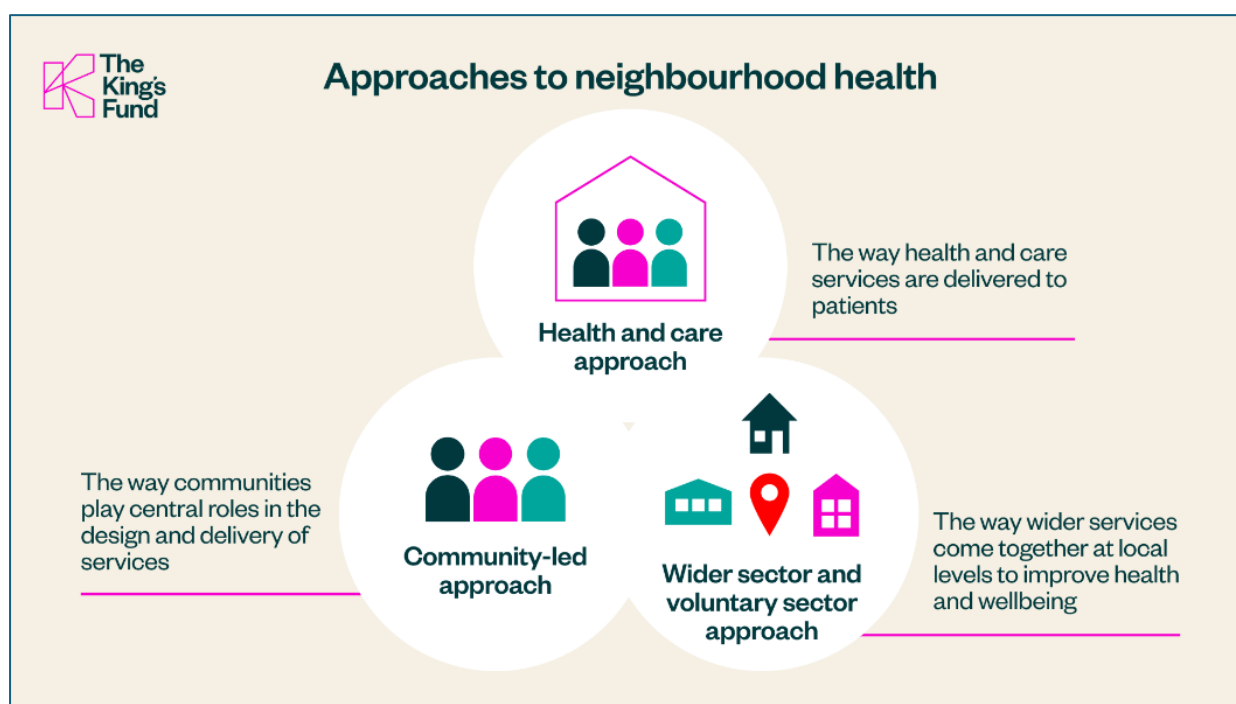 The
King's
Fund
Approaches to neighbourhood health
Health and care
approach
The way health and care
services are delivered to
patients
Community-led
approach
The way communities
play central roles in the
design and delivery of
services
Wider sector and
voluntary sector
approach
The way wider services
come together at local
levels to improve health
and wellbeing